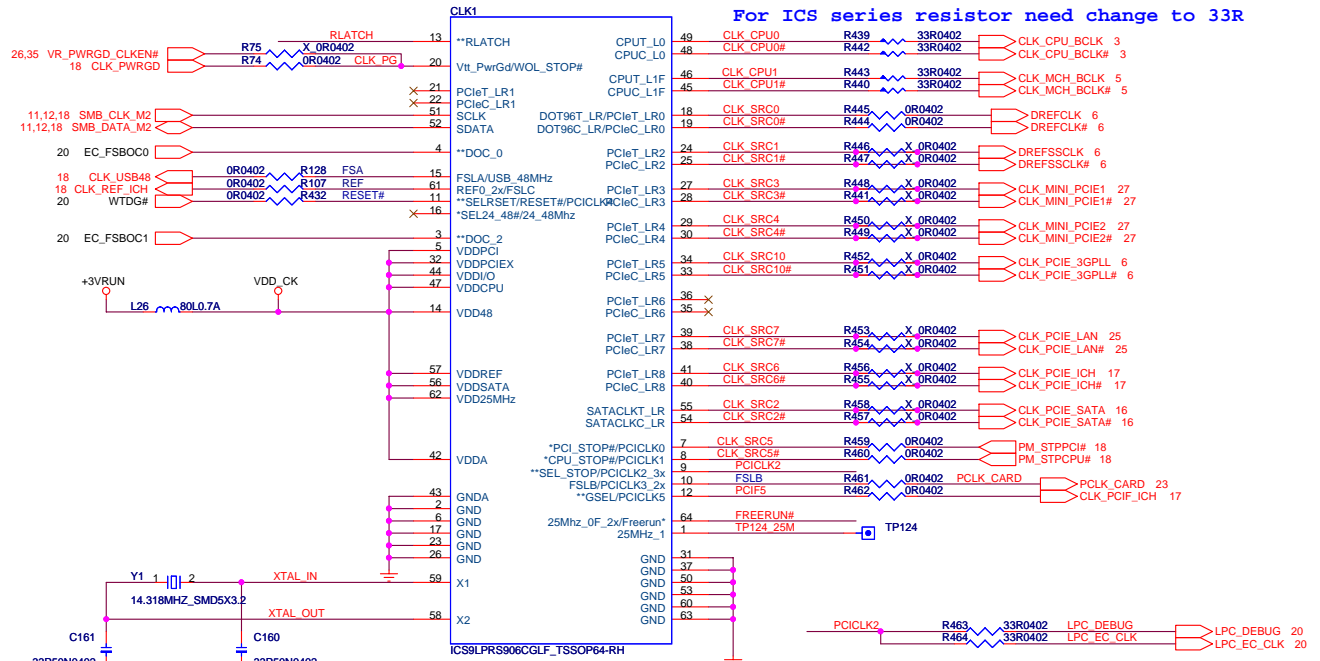 For ICS series resistor need change to 33R
CLK1
RLATCH 13 **RLATCH CPUT_L0 49 CLK_CPU0 R439 33R0402 CLK_CPU_BCLK 3
26,35 VR_PWRGD_CLKEN# R75 X_0R0402 CPUC_L0 48 CLK_CPU0# R442 33R0402 CLK_CPU_BCLK# 3
18 CLK_PWRGD R74 0R0402 CLK_PG 20 Vtt_PwrGd/WOL_STOP#
CPUT_L1F 46 CLK_CPU1 R443 33R0402 CLK_MCH_BCLK 5
21 PCIeT_LR1 CPUC_L1F 45 CLK_CPU1# R440 33R0402 CLK_MCH_BCLK# 5
22 PCIeC_LR1
11,12,18 SMB_CLK_M2 51 SCLK DOT96T_LR/PCIeT_LR0 18 CLK_SRC0 R445 0R0402 DREFCLK 6
11,12,18 SMB_DATA_M2 52 SDATA DOT96C_LR/PCIeC_LR0 19 CLK_SRC0# R444 0R0402 DREFCLK# 6
20 EC_FSBOC0 4 **DOC_0 PCIeT_LR2 24 CLK_SRC1 R446 X_0R0402 DREFSSCLK 6
PCIeC_LR2 25 CLK_SRC1# R447 X_0R0402 DREFSSCLK# 6
18 CLK_USB48 0R0402 R128 FSA 15 FSLA/USB_48MHz
18 CLK_REF_ICH 0R0402 R107 REF 61 REF0_2x/FSLC PCIeT_LR3 27 CLK_SRC3 R448 X_0R0402 CLK_MINI_PCIE1 27
20 WTDG# 0R0402 R432 RESET# 11 **SELRSET/RESET#/PCICLK4 PCIeC_LR3 28 CLK_SRC3# R441 X_0R0402 CLK_MINI_PCIE1# 27
16 *SEL24_48#/24_48Mhz
PCIeT_LR4 29 CLK_SRC4 R450 X_0R0402 CLK_MINI_PCIE2 27
20 EC_FSBOC1 3 **DOC_2 PCIeC_LR4 30 CLK_SRC4# R449 X_0R0402 CLK_MINI_PCIE2# 27
5 VDDPCI
32 VDDPCIEX PCIeT_LR5 34 CLK_SRC10 R452 X_0R0402 CLK_PCIE_3GPLL 6
44 VDDI/O PCIeC_LR5 33 CLK_SRC10# R451 X_0R0402 CLK_PCIE_3GPLL# 6
+3VRUN VDD_CK 47 VDDCPU
PCIeT_LR6 36
L26 80L0.7A 14 VDD48 PCIeC_LR6 35
PCIeT_LR7 39 CLK_SRC7 R453 X_0R0402 CLK_PCIE_LAN 25
PCIeC_LR7 38 CLK_SRC7# R454 X_0R0402 CLK_PCIE_LAN# 25
57 VDDREF PCIeT_LR8 41 CLK_SRC6 R456 X_0R0402 CLK_PCIE_ICH 17
56 VDDSATA PCIeC_LR8 40 CLK_SRC6# R455 X_0R0402 CLK_PCIE_ICH# 17
62 VDD25MHz
SATACLKT_LR 55 CLK_SRC2 R458 X_0R0402 CLK_PCIE_SATA 16
SATACLKC_LR 54 CLK_SRC2# R457 X_0R0402 CLK_PCIE_SATA# 16
*PCI_STOP#/PCICLK0 7 CLK_SRC5 R459 0R0402 PM_STPPCI# 18
42 VDDA *CPU_STOP#/PCICLK1 8 CLK_SRC5# R460 0R0402 PM_STPCPU# 18
**SEL_STOP/PCICLK2_3x 9 PCICLK2
FSLB/PCICLK3_2x 10 FSLB R461 0R0402 PCLK_CARD PCLK_CARD 23
43 GNDA **GSEL/PCICLK5 12 PCIF5 R462 0R0402 CLK_PCIF_ICH 17
2 GND
6 GND 25Mhz_0F_2x/Freerun* 64 FREERUN#
17 GND 25MHz_1 1 TP124_25M TP124
23 GND
26 GND GND 31
GND 37
Y1 1 2 XTAL_IN 59 X1 GND 50
14.318MHZ_SMD5X3.2 GND 53
XTAL_OUT 58 X2 GND 60
GND 63
PCICLK2 R463 33R0402 LPC_DEBUG LPC_DEBUG 20
R464 33R0402 LPC_EC_CLK LPC_EC_CLK 20
C161 C160
ICS9LPRS906CGLF_TSSOP64-RH